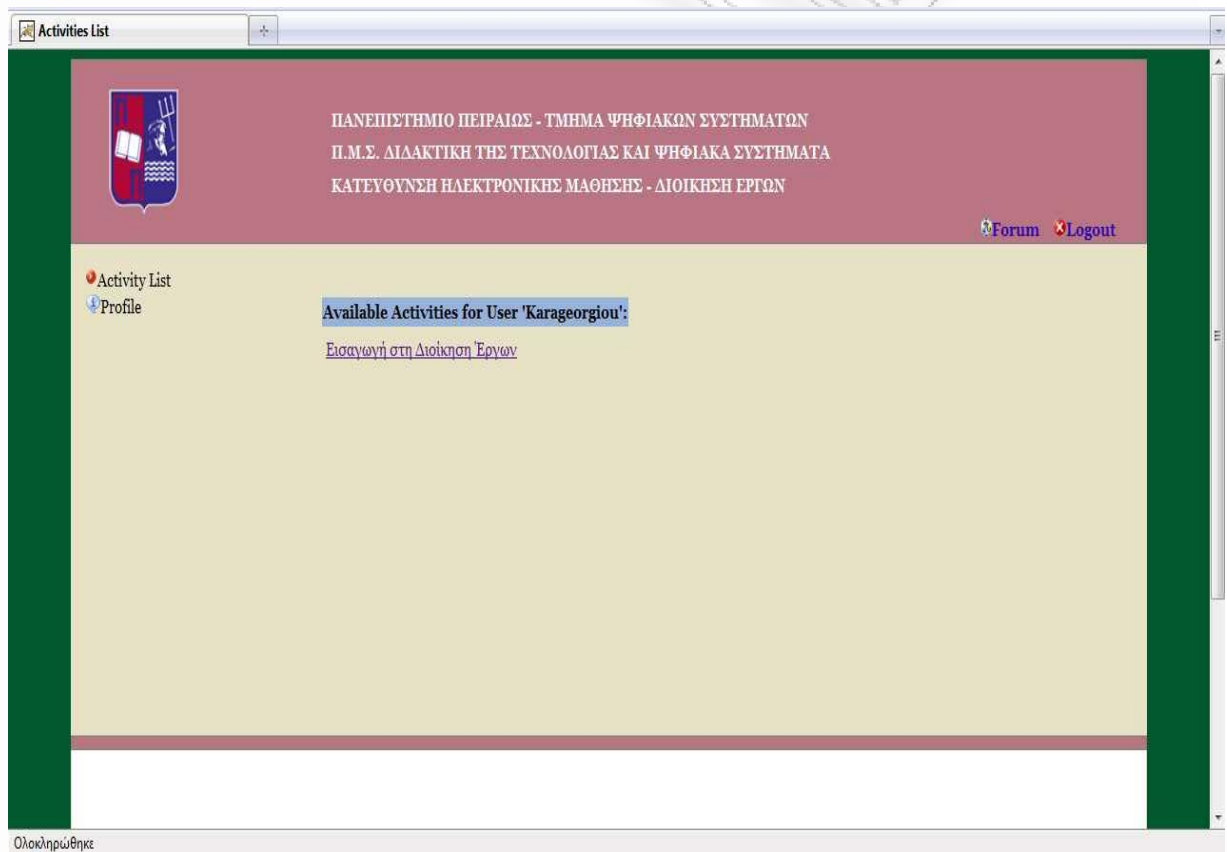 Activities List
ΠΑΝΕΠΙΣΤΗΜΙΟ ΠΕΙΡΑΙΩΣ - ΤΜΗΜΑ ΨΗΦΙΑΚΩΝ ΣΥΣΤΗΜΑΤΩΝ
Π.Μ.Σ. ΔΙΔΑΚΤΙΚΗ ΤΗΣ ΤΕΧΝΟΛΟΓΙΑΣ ΚΑΙ ΨΗΦΙΑΚΑ ΣΥΣΤΗΜΑΤΑ
ΚΑΤΕΥΘΥΝΣΗ ΗΛΕΚΤΡΟΝΙΚΗΣ ΜΑΘΗΣΗΣ - ΔΙΟΙΚΗΣΗ ΕΡΓΩΝ
Forum Logout
Activity List
Profile
Available Activities for User 'Karageorgiou':
Εισαγωγή στη Διοίκηση Έργων
Ολοκληρώθηκε